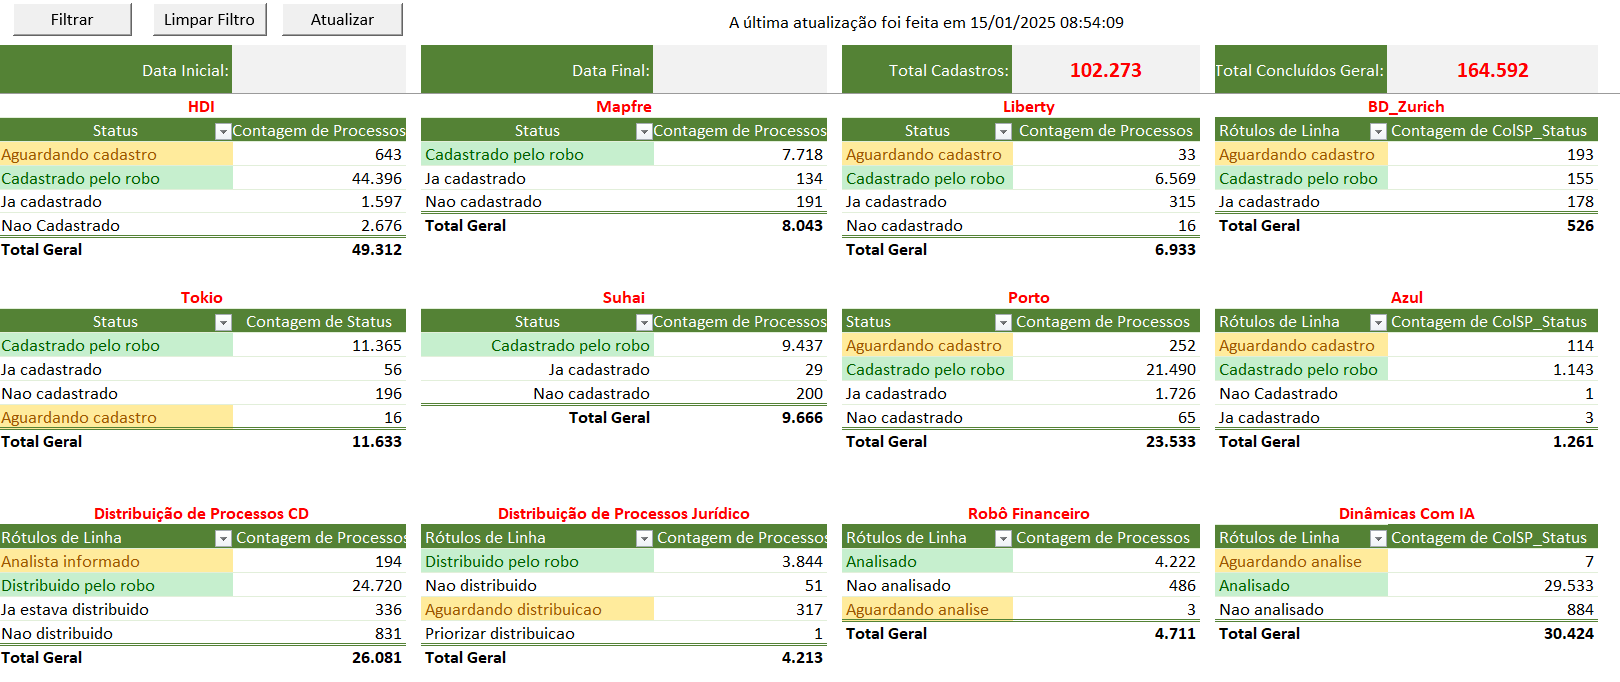 Filtrar Limpar Filtro Atualizar A última atualização foi feita em 15/01/2025 08:54:09
Data Inicial: Data Final: Total Cadastros: 102.273 Total Concluídos Geral: 164.592
HDI
Status Contagem de Processos
Aguardando cadastro 643
Cadastrado pelo robo 44.396
Ja cadastrado 1.597
Nao Cadastrado 2.676
Total Geral 49.312
Mapfre
Status Contagem de Processos
Cadastrado pelo robo 7.718
Ja cadastrado 134
Nao cadastrado 191
Total Geral 8.043
Liberty
Status Contagem de Processos
Aguardando cadastro 33
Cadastrado pelo robo 6.569
Ja cadastrado 315
Nao cadastrado 16
Total Geral 6.933
BD_Zurich
Rótulos de Linha Contagem de ColSP_Status
Aguardando cadastro 193
Cadastrado pelo robo 155
Ja cadastrado 178
Total Geral 526
Tokio
Status Contagem de Status
Cadastrado pelo robo 11.365
Ja cadastrado 56
Nao cadastrado 196
Aguardando cadastro 16
Total Geral 11.633
Suhai
Status Contagem de Processos
Cadastrado pelo robo 9.437
Ja cadastrado 29
Nao cadastrado 200
Total Geral 9.666
Porto
Status Contagem de Processos
Aguardando cadastro 252
Cadastrado pelo robo 21.490
Ja cadastrado 1.726
Nao cadastrado 65
Total Geral 23.533
Azul
Rótulos de Linha Contagem de ColSP_Status
Aguardando cadastro 114
Cadastrado pelo robo 1.143
Nao Cadastrado 1
Ja cadastrado 3
Total Geral 1.261
Distribuição de Processos CD
Rótulos de Linha Contagem de Processos
Analista informado 194
Distribuido pelo robo 24.720
Ja estava distribuido 336
Nao distribuido 831
Total Geral 26.081
Distribuição de Processos Jurídico
Rótulos de Linha Contagem de Processos
Distribuido pelo robo 3.844
Nao distribuido 51
Aguardando distribuicao 317
Priorizar distribuicao 1
Total Geral 4.213
Robô Financeiro
Rótulos de Linha Contagem de Processos
Analisado 4.222
Nao analisado 486
Aguardando analise 3
Total Geral 4.711
Dinâmicas Com IA
Rótulos de Linha Contagem de ColSP_Status
Aguardando analise 7
Analisado 29.533
Nao analisado 884
Total Geral 30.424